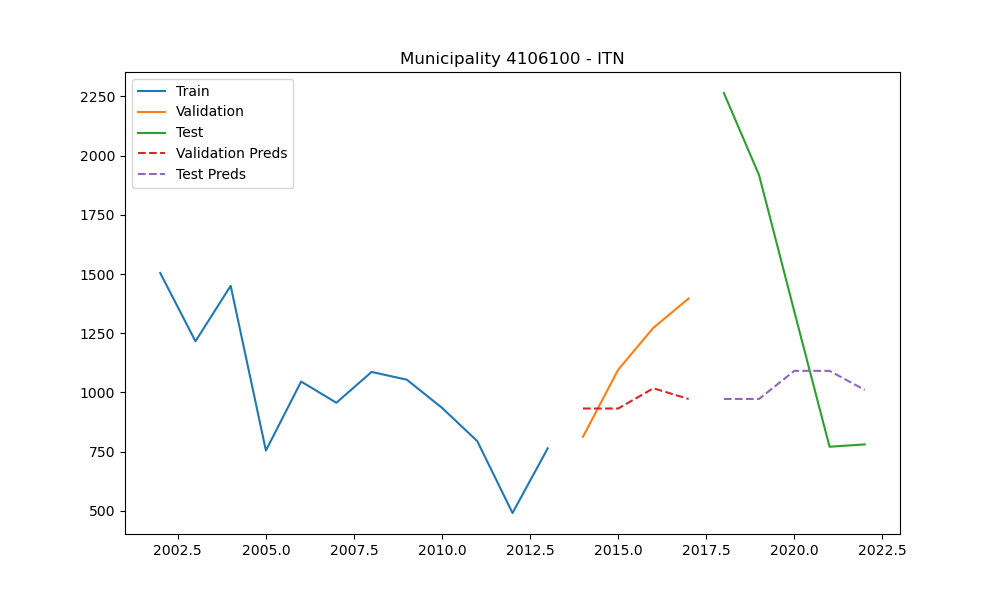 Municipality 4106100 - ITN
Train
Validation
Test
Validation Preds
Test Preds
2250
2000
1750
1500
1250
1000
750
500
2002.5 2005.0 2007.5 2010.0 2012.5 2015.0 2017.5 2020.0 2022.5